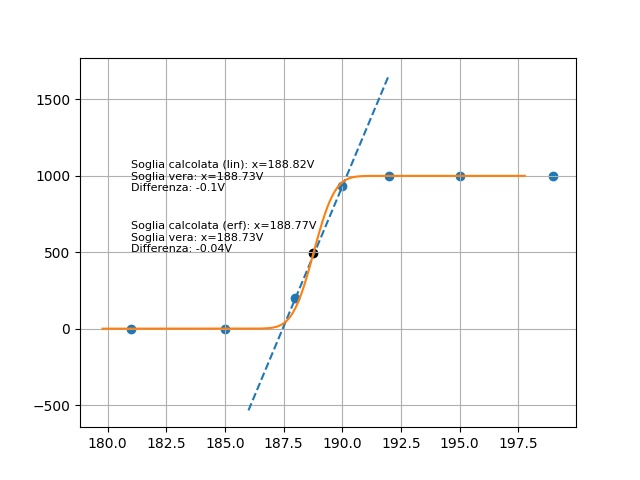 1500
1000
500
0
−500
Soglia calcolata (lin): x=188.82V
Soglia vera: x=188.73V
Differenza: -0.1V
Soglia calcolata (erf): x=188.77V
Soglia vera: x=188.73V
Differenza: -0.04V
180.0 182.5 185.0 187.5 190.0 192.5 195.0 197.5